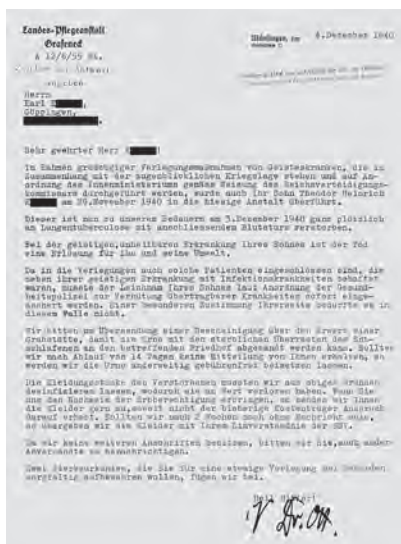 Landes-Pflegeanstalt
Grafeneck
A 12/6/55 St.
Münsingen, den 6. Dezember 1940
Herrn
Karl
Göppingen,
Sehr geehrter Herr
Im Rahmen großzügiger Verlegungsmaßnahmen von Geisteskranken, die in
Zusammenhang mit der augenblicklichen Kriegslage stehen und auf An-
ordnung des Innenministeriums gemäss Weisung des Reichsverteidigungs-
kommissars durchgeführt werden, wurde auch Ihr Sohn Theodor Heinrich
am 29.November 1940 in die hiesige Anstalt überführt.
Dieser ist nun zu unserem Bedauern am 3.Dezember 1940 ganz plötzlich
an Lungentuberculose mit anschliessendem Blutsturz verstorben.
Bei der geistigen,unheilbaren Erkrankung Ihres Sohnes ist der Tod
eine Erlösung für ihn und seine Umwelt.
Da in die Verlegungen auch solche Patienten eingeschlossen sind, die
neben ihrer geistigen Erkrankung mit Infektionskrankheiten behaftet
waren, musste der Leichnam Ihres Sohnes laut Anordnung der Gesund-
heitspolizei zur Verhütung übertragbarer Krankheiten sofort einge-
äschert werden. Einer besonderen Zustimmung Ihrerseits bedurfte es in
diesem Falle nicht.
Wir bitten um Übersendung einer Bescheinigung über den Erwerb einer
Grabstätte, damit die Urne mit den sterblichen Überresten des Ent-
schlafenen an den betreffenden Friedhof abgesandt werden kann. Sollten
wir nach Ablauf von 14 Tagen keine Mitteilung von Ihnen erhalten, so
werden wir die Urne anderweitig gebührenfrei beisetzen lassen.
Die Kleidungsstücke des Verstorbenen mussten wir aus obigen Gründen
desinfizieren lassen, wodurch sie an Wert verloren haben. Wenn Sie
uns den Nachweis der Erbberechtigung erbringen, so senden wir Ihnen
die Kleider gern zu,soweit nicht der bisherige Kostenträger Anspruch
darauf erhebt. Sollten wir nach 2 Wochen noch ohne Nachricht sein,
so übergeben wir die Kleider mit Ihrem Einverständnis der NSV.
Da wir keine weiteren Anschriften besitzen, bitten wir Sie,auch andere
Anverwandte zu benachrichtigen.
Zwei Sterbeurkunden, die Sie für eine etwaige Vorlegung bei Behörden
sorgfältig aufbewahren wollen, fügen wir bei.
Heil Hitler!
Dr. Ott